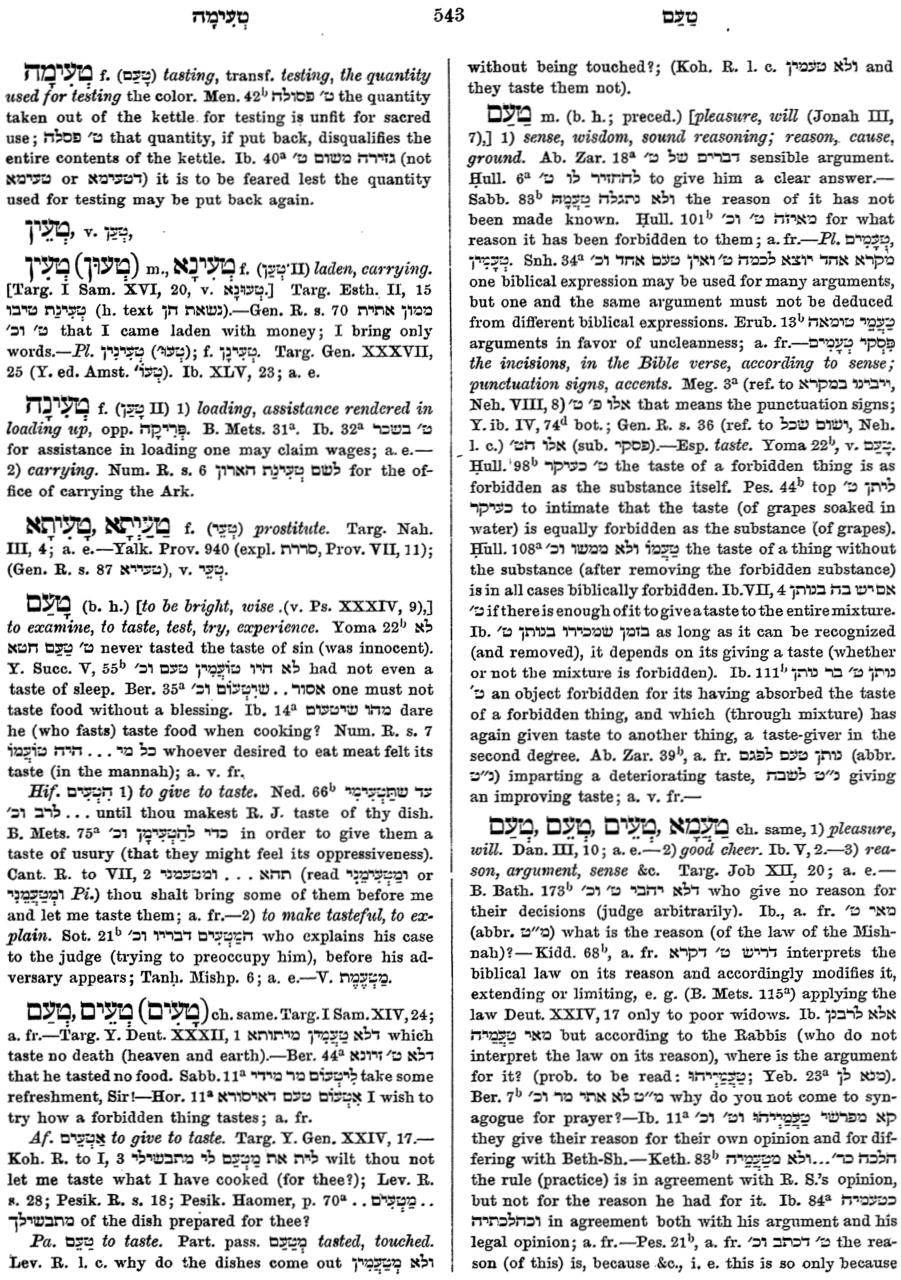 טְעִימָה 543 טַעַם
טְעִימָה f. (טָעַם) tasting, transf. testing, the quantity
used for testing the color. Men. 42b ט׳ פסולה the quantity
taken out of the kettle for testing is unfit for sacred
use; ט׳ פסלה that quantity, if put back, disqualifies the
entire contents of the kettle. Ib. 40a גזירה משום ט׳ (not
דטעימא or טעימא) it is to be feared lest the quantity
used for testing may be put back again.
טְעֵין, v. טְעַן,
טְעִין (טְעוּן) m., טְעִינָא f. (טְעַן II) laden, carrying.
[Targ. I Sam. XVI, 20, v. טְעוּנָא.] Targ. Esth. II, 15
טְעִינַת טיבו (h. text נשאת חן).—Gen. R. s. 70 ממון אתית
ט׳ וכ׳ that I came laden with money; I bring only
words.—Pl. טְעִינִין (טְעוּ׳); f. טְעִינָן. Targ. Gen. XXXVII,
25 (Y. ed. Amst. טְעוֹ׳). Ib. XLV, 23; a. e.
טְעִינָה f. (טָעַן II) 1) loading, assistance rendered in
loading up, opp. פְּרִיקָה. B. Mets. 31a. Ib. 32a ט׳ בשכר
for assistance in loading one may claim wages; a. e.—
2) carrying. Num. R. s. 6 לשם טְעִינַת הארון for the of-
fice of carrying the Ark.
טַעֲיְתָא, טָעִיתָא f. (טְעֵי) prostitute. Targ. Nah.
III, 4; a. e.—Yalk. Prov. 940 (expl. סררת, Prov. VII, 11);
(Gen. R. s. 87 טעייא), v. טְעֵי.
טָעַם (b. h.) [to be bright, wise (v. Ps. XXXIV, 9),]
to examine, to taste, test, try, experience. Yoma 22b לא
ט׳ טַעַם חטא never tasted the taste of sin (was innocent).
Y. Succ. V, 55b לא היו טוֹעֲמִין טעם וכ׳ had not even a
taste of sleep. Ber. 35a אסור .. שיִּטְעוֹם וכ׳ one must not
taste food without a blessing. Ib. 14a מהו שיטעום dare
he (who fasts) taste food when cooking? Num. R. s. 7
כל מי ... היה טוֹעֲמוֹ whoever desired to eat meat felt its
taste (in the mannah); a. v. fr.
Hif. הִטְעִים 1) to give to taste. Ned. 66b עד שתַּטְעִימִי
לרב וכ׳ ... until thou makest R. J. taste of thy dish.
B. Mets. 75a כדי לְהַטְעִימָן וכ׳ in order to give them a
taste of usury (that they might feel its oppressiveness).
Cant. R. to VII, 2 תהא ... ומטעמני (read וּמַטְעִימֵנִי or
וּמְטַעֲמֵנִי Pi.) thou shalt bring some of them before me
and let me taste them; a. fr.—2) to make tasteful, to ex-
plain. Sot. 21b המַטְעִים דבריו וכ׳ who explains his case
to the judge (trying to preoccupy him), before his ad-
versary appears; Tanḥ. Mishp. 6; a. e.—V. מַטְעֶמֶת.
טְעַם, טְעֵים (טְעִים) ch. same. Targ. I Sam. XIV, 24;
a. fr.—Targ. Y. Deut. XXXII, 1 דלא טַעֲמִין מיתותא which
taste no death (heaven and earth).—Ber. 44a דלא ט׳ זיונא
that he tasted no food. Sabb. 11a לִיטְעוֹם מר מידי take some
refreshment, Sir!—Hor. 11a אֶטְעוֹם טעם דאיסורא I wish to
try how a forbidden thing tastes; a. fr.
Af. אַטְעֵים to give to taste. Targ. Y. Gen. XXIV, 17.—
Koh. R. to I, 3 לית את מַטְעֵם לי מתבשילי wilt thou not
let me taste what I have cooked (for thee?); Lev. R.
s. 28; Pesik. R. s. 18; Pesik. Haomer, p. 70a .. מַטְעִים ..
מתבשילך of the dish prepared for thee?
Pa. טַעֵם to taste. Part. pass. מְטַעַם tasted, touched.
Lev. R. l. c. why do the dishes come out ולא מְטַעֲמִין
without being touched?; (Koh. R. l. c. ולא טעמין and
they taste them not).
טַעַם m. (b. h.; preced.) [pleasure, will (Jonah III,
7),] 1) sense, wisdom, sound reasoning; reason, cause,
ground. Ab. Zar. 18a דברים של ט׳ sensible argument.
Ḥull. 6a להחזיר לו ט׳ to give him a clear answer.—
Sabb. 83b ולא נתגלה טַעֲמָהּ the reason of it has not
been made known. Ḥull. 101b מאיזה ט׳ וכ׳ for what
reason it has been forbidden to them; a. fr.—Pl. טְעָמִים,
טְעָמִין. Snh. 34a מקרא אחד יוצא לכמה ט׳ ואין טעם אחד וכ׳
one biblical expression may be used for many arguments,
but one and the same argument must not be deduced
from different biblical expressions. Erub. 13b טַעֲמֵי טימאה
arguments in favor of uncleanness; a. fr.—פִּסְקֵי טְעָמִים
the incisions, in the Bible verse, according to sense;
punctuation signs, accents. Meg. 3a (ref. to ויבינו במקרא,
Neh. VIII, 8) אלו פ׳ ט׳ that means the punctuation signs;
Y. ib. IV, 74d bot.; Gen. R. s. 36 (ref. to ושום שכל, Neh.
l. c.) אלו הט׳ (sub. פסקי).—Esp. taste. Yoma 22b, v. טָעַם.
Ḥull. 98b ט׳ כעיקר the taste of a forbidden thing is as
forbidden as the substance itself. Pes. 44b top ליתן ט׳
כעיקר to intimate that the taste (of grapes soaked in
water) is equally forbidden as the substance (of grapes).
Ḥull. 108a טַעֲמוֹ ולא ממשו וכ׳ the taste of a thing without
the substance (after removing the forbidden substance)
is in all cases biblically forbidden. Ib. VII, 4 אם יש בה בנותן
ט׳ if there is enough of it to give a taste to the entire mixture.
Ib. בזמן שמכירו בנותן ט׳ as long as it can be recognized
(and removed), it depends on its giving a taste (whether
or not the mixture is forbidden). Ib. 111b נותן ט׳ בר נותן
ט׳ an object forbidden for its having absorbed the taste
of a forbidden thing, and which (through mixture) has
again given taste to another thing, a taste-giver in the
second degree. Ab. Zar. 39b, a. fr. נותן טעם לפגם (abbr.
נ״ט) imparting a deteriorating taste, נ״ט לשבח giving
an improving taste; a. v. fr.—
טַעֲמָא, טְעֵים, טְעֵם, טְעַם ch. same, 1) pleasure,
will. Dan. III, 10; a. e.—2) good cheer. Ib. V, 2.—3) rea-
son, argument, sense &c. Targ. Job XII, 20; a. e.—
B. Bath. 173b דלא יהבי ט׳ וכ׳ who give no reason for
their decisions (judge arbitrarily). Ib., a. fr. מאי ט׳
(abbr. מ״ט) what is the reason (of the law of the Mish-
nah)?—Kidd. 68b, a. fr. דריש ט׳ דקרא interprets the
biblical law on its reason and accordingly modifies it,
extending or limiting, e. g. (B. Mets. 115a) applying the
law Deut. XXIV, 17 only to poor widows. Ib. אלא לרבנן
מאי טַעֲמַיְיה but according to the Rabbis (who do not
interpret the law on its reason), where is the argument
for it? (prob. to be read: טַעֲמַיְיהוּ; Yeb. 23a מנא לן).
Ber. 7b מ״ט לא אתי מר וכ׳ why do you not come to syn-
agogue for prayer?—Ib. 11a קא מפרשי טַעֲמַיְיהוּ וט׳ וכ׳
they give their reason for their own opinion and for dif-
fering with Beth-Sh.—Keth. 83b הלכה כר׳...ולא מטַעֲמֵיה
the rule (practice) is in agreement with R. S.'s opinion,
but not for the reason he had for it. Ib. 84a כטעמיה
וכהלכתיה in agreement both with his argument and his
legal opinion; a. fr.—Pes. 21b, a. fr. ט׳ דכתב וכ׳ the rea-
son (of this) is, because &c., i. e. this is so only because